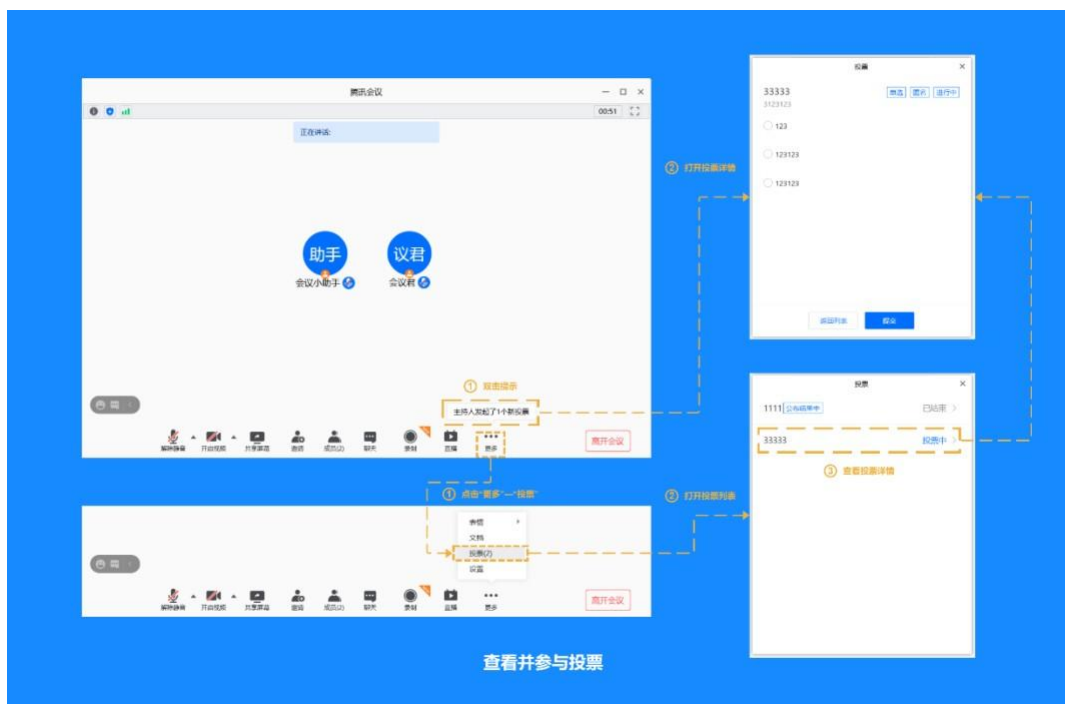 腾讯会议
00:51
正在讲话:
助手
议君
会议小助手
会议君
① 双击提示
主持人发起了1个新投票
解除静音
开启视频
共享屏幕
邀请
成员(2)
聊天
录制
直播
更多
离开会议
① 点击“更多”—“投票”
表情
文档
投票(2)
设置
解除静音
开启视频
共享屏幕
邀请
成员(2)
聊天
录制
直播
更多
离开会议
② 打开投票详情
投票
33333
单选
匿名
进行中
3123123
123
123123
123123
返回列表
提交
② 打开投票列表
投票
1111
公布结果中
已结束
33333
投票中
③ 查看投票详情
查看并参与投票